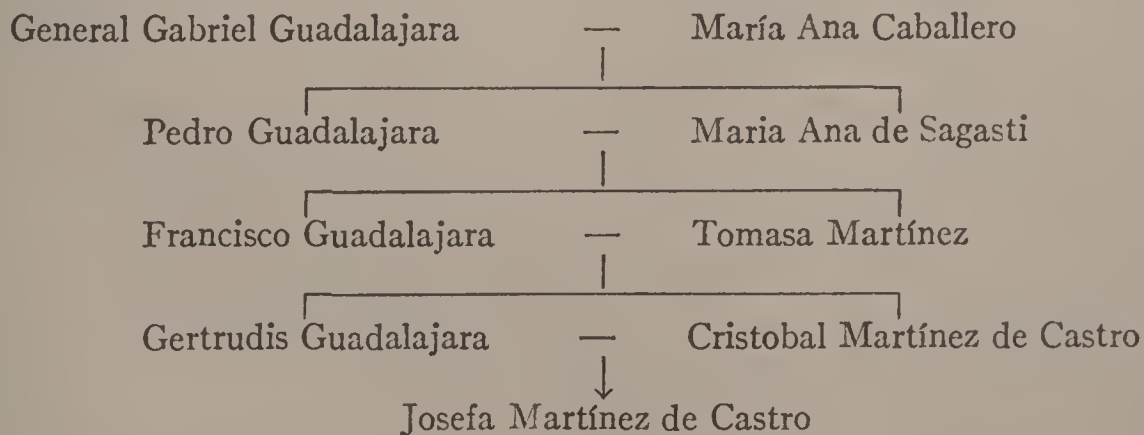 General Gabriel Guadalajara — María Ana Caballero
Pedro Guadalajara — Maria Ana de Sagasti
Francisco Guadalajara — Tomasa Martínez
Gertrudis Guadalajara — Cristobal Martínez de Castro
Josefa Martínez de Castro